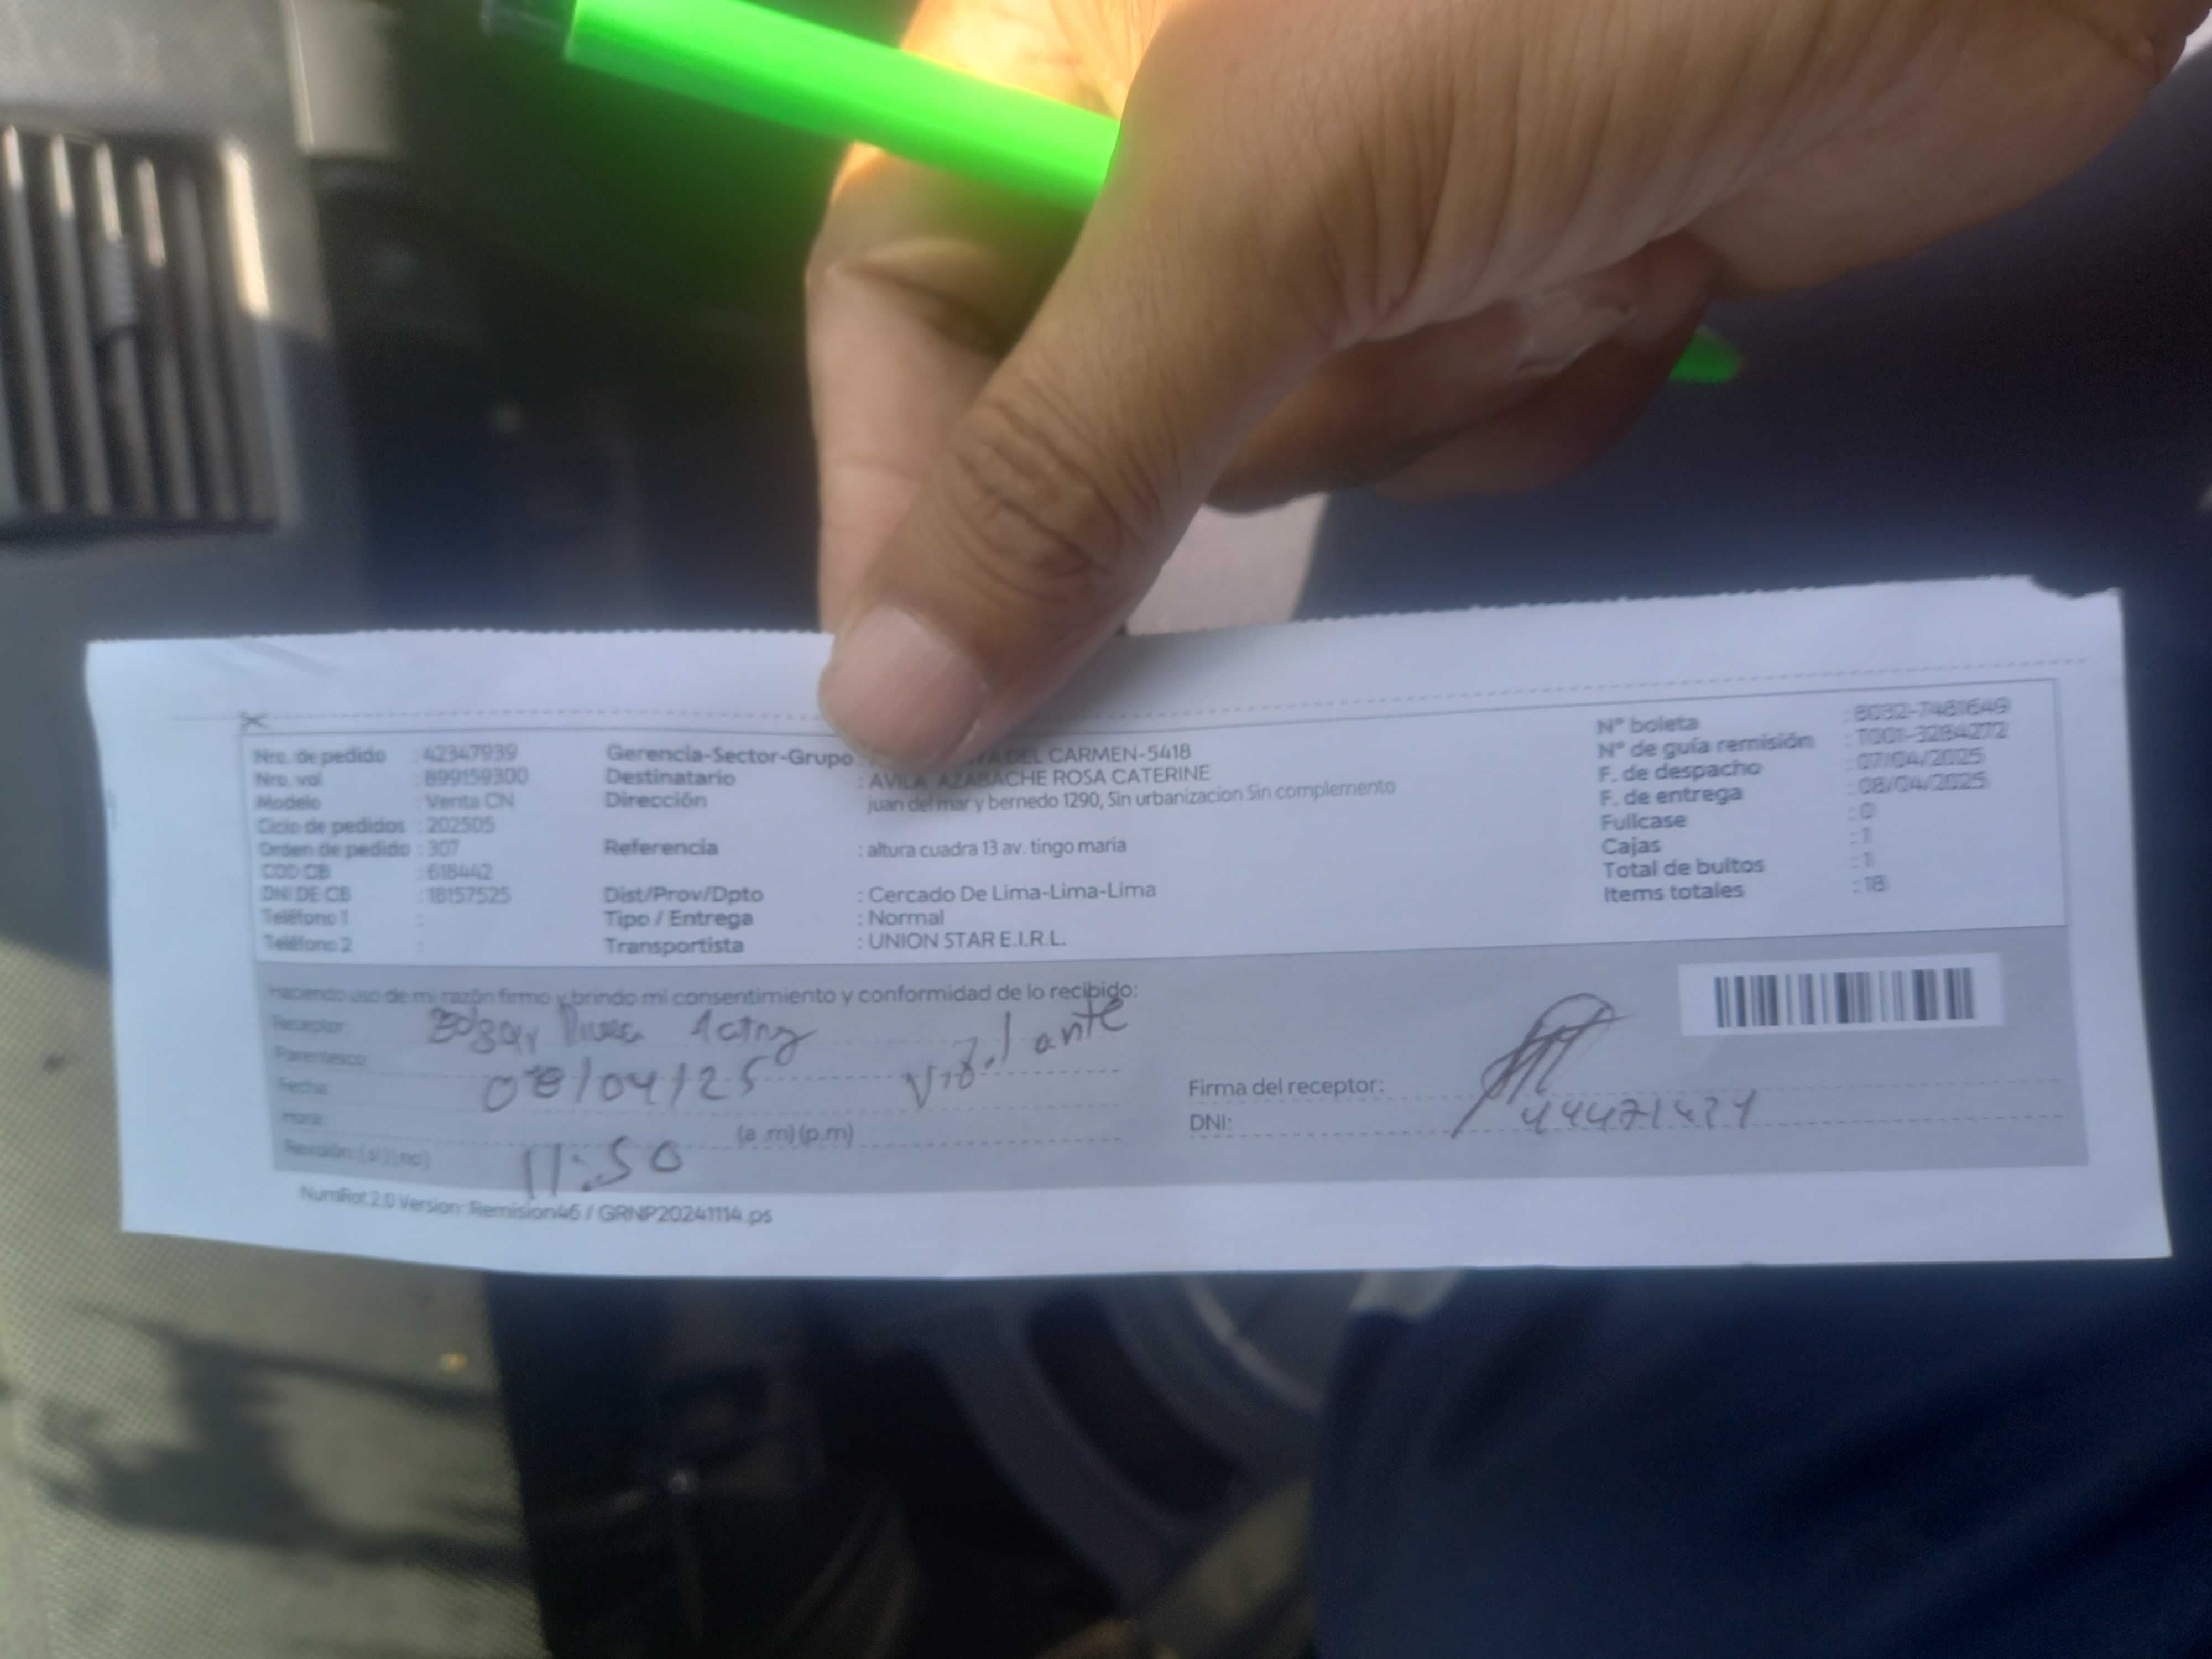 Nro. de pedido : 42347939
Nro. val : 899159300
Modelo : Venta CN
Ciclo de pedidos : 202505
Orden de pedido : 307
COD CB : 618442
DNI DE CB : 18157525
Teléfono 1 :
Teléfono 2 :
Gerencia-Sector-Grupo : DEL CARMEN-5418
Destinatario : AVILA AZABACHE ROSA CATERINE
Dirección juan del mar y bernedo 1290, Sin urbanizacion Sin complemento
Referencia : altura cuadra 13 av. tingo maria
Dist/Prov/Dpto : Cercado De Lima-Lima-Lima
Tipo / Entrega : Normal
Transportista : UNION STAR E.I.R.L.
N° boleta : B032-7481649
N° de guía remisión : T001-3284272
F. de despacho : 07/04/2025
F. de entrega : 08/04/2025
Fullcase : 0
Cajas : 1
Total de bultos : 1
Items totales : 18
Haciendo uso de mi razón firmo y brindo mi consentimiento y conformidad de lo recibido:
Receptor: Edgar
Parentesco: Vigilante
Fecha: 08/04/25
Hora: (a .m) (p.m)
11:50
Revisión: (si) (no)
Firma del receptor:
DNI:
NumRot 2.0 Version: Remision46 / GRNP20241114.ps